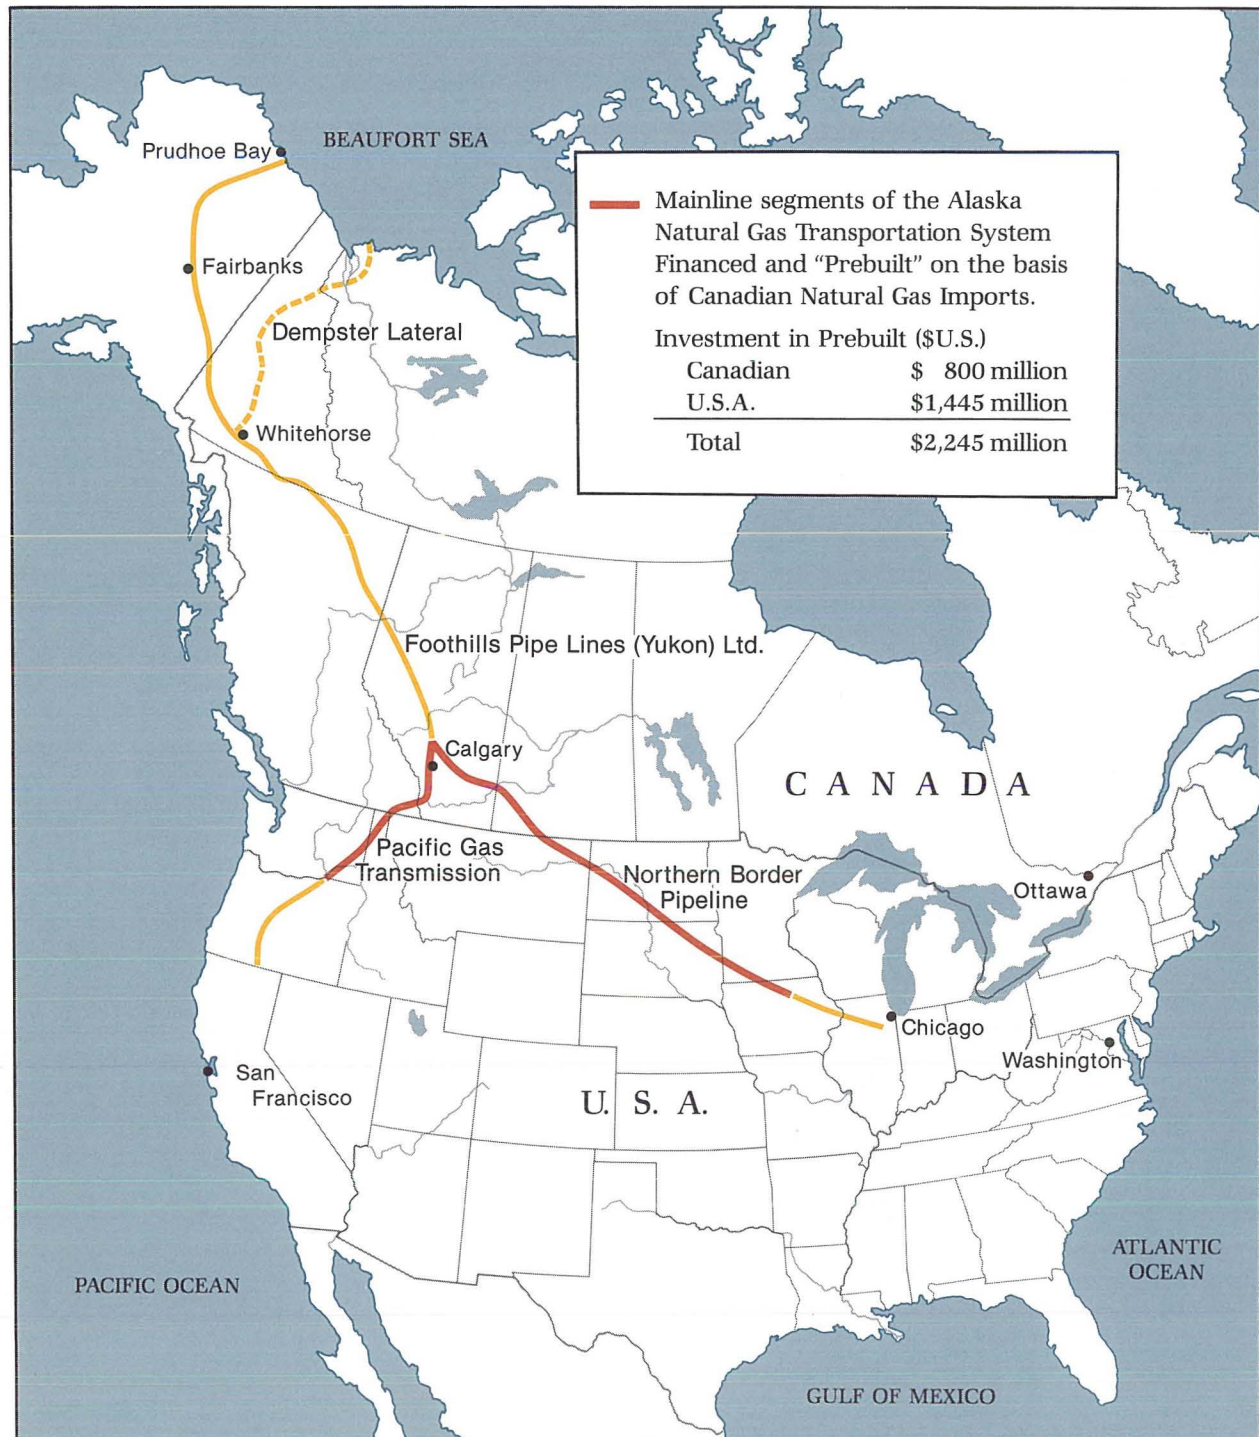 BEAUFORT SEA
Prudhoe Bay
Fairbanks
Dempster Lateral
Whitehorse
Mainline segments of the Alaska
Natural Gas Transportation System
Financed and “Prebuilt” on the basis
of Canadian Natural Gas Imports.
Investment in Prebuilt ($U.S.)
Canadian $ 800 million
U.S.A. $1,445 million
Total $2,245 million
Foothills Pipe Lines (Yukon) Ltd.
Calgary
CANADA
Pacific Gas
Transmission
Northern Border
Pipeline
Ottawa
Chicago
Washington
San
Francisco
U.S.A.
ATLANTIC
OCEAN
PACIFIC OCEAN
GULF OF MEXICO